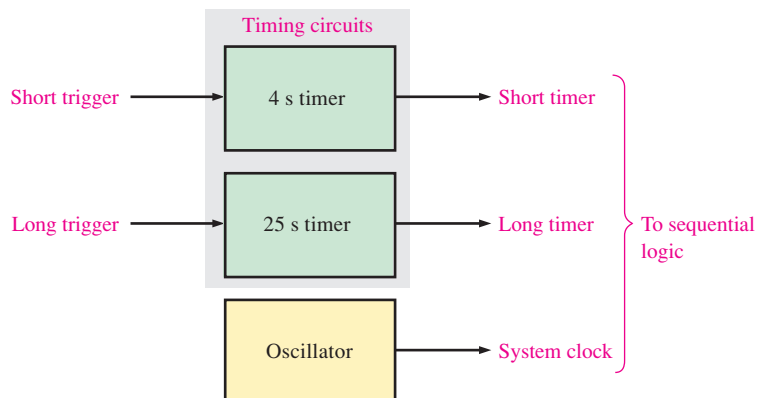 Timing circuits
Short trigger
4 s timer
Short timer
Long trigger
25 s timer
Long timer
To sequential
logic
Oscillator
System clock